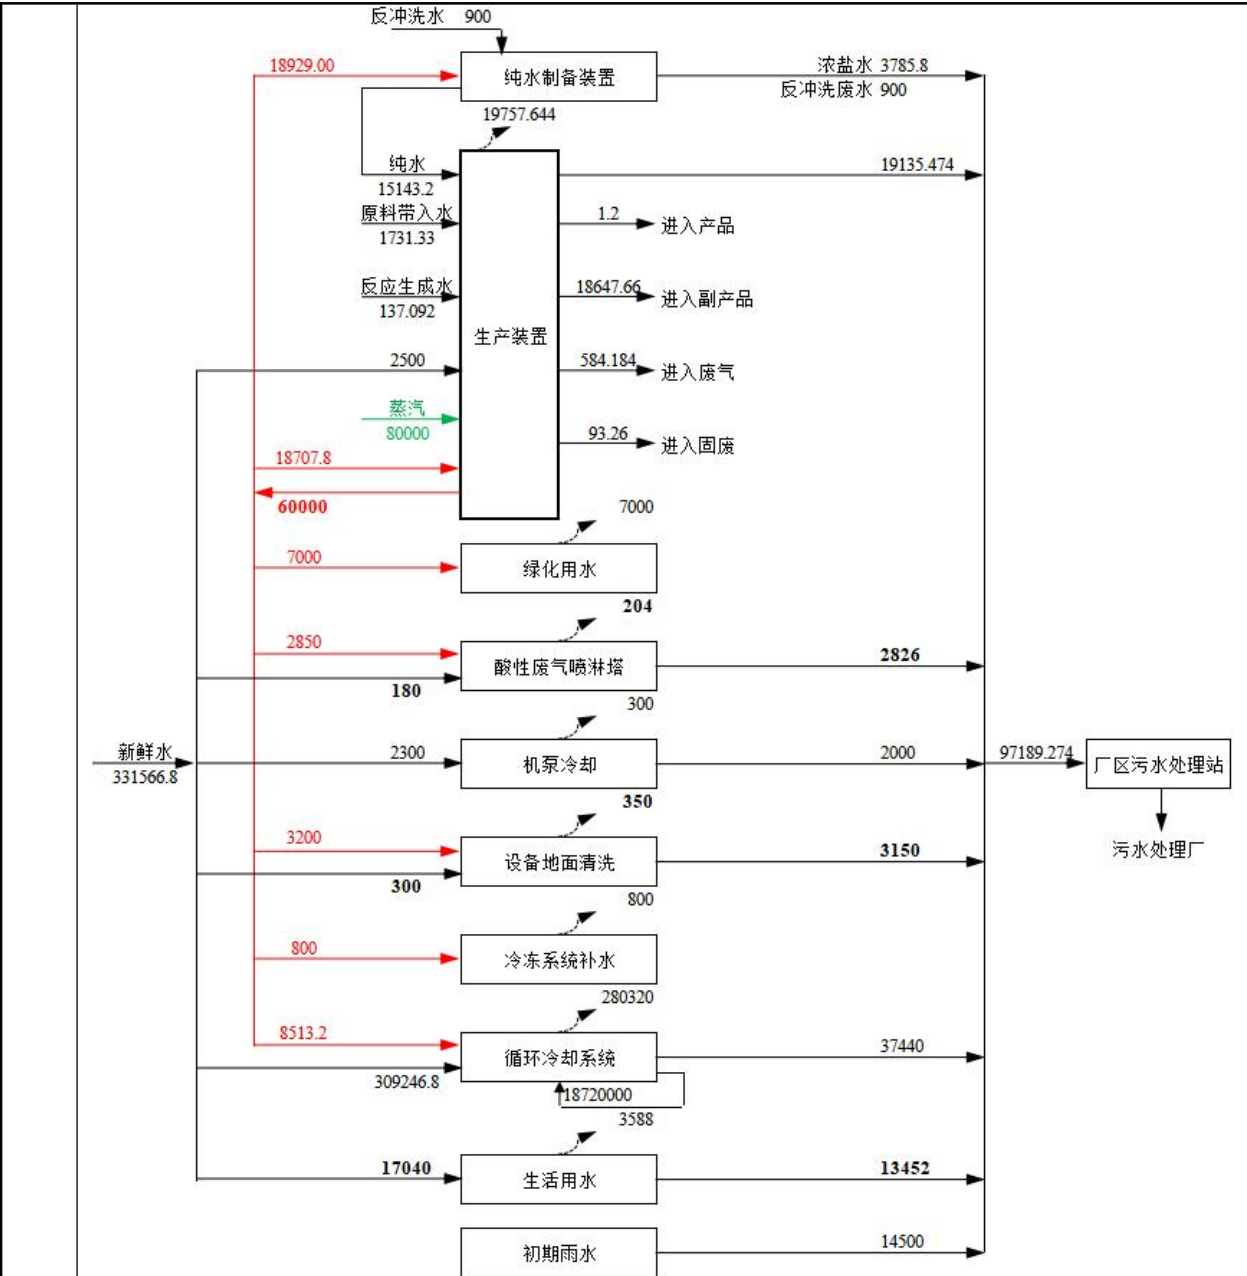 反冲洗水 900
18929.00
纯水制备装置
浓盐水 3785.8
反冲洗废水 900
19757.644
纯水
15143.2
19135.474
原料带入水
1731.33
1.2
进入产品
反应生成水
137.092
18647.66
进入副产品
生产装置
2500
584.184
进入废气
蒸汽
80000
93.26
进入固废
18707.8
60000
7000
7000
绿化用水
204
2850
酸性废气喷淋塔
2826
180
300
新鲜水
331566.8
2300
机泵冷却
2000
97189.274
厂区污水处理站
350
3200
设备地面清洗
3150
污水处理厂
300
800
800
冷冻系统补水
280320
8513.2
循环冷却系统
37440
309246.8
18720000
3588
17040
生活用水
13452
初期雨水
14500